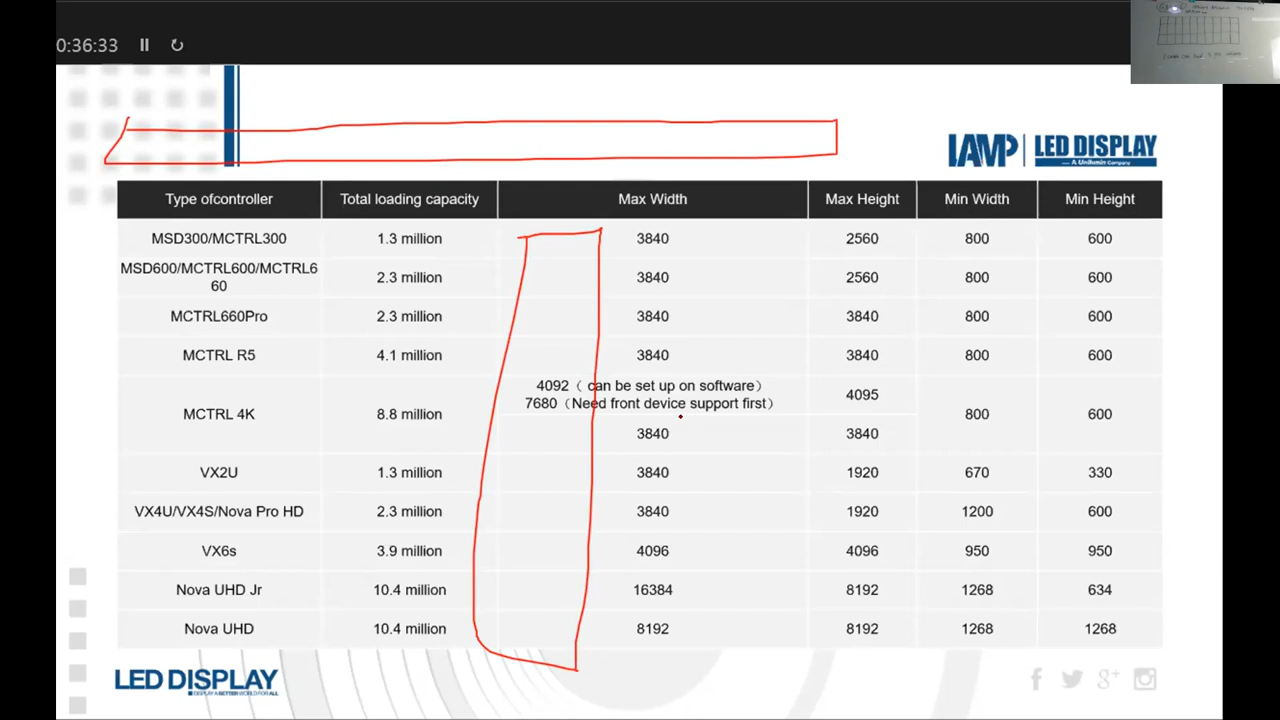 0:36:33
LAMP LED DISPLAY
... A Unilumin Company
Type ofcontroller Total loading capacity Max Width Max Height Min Width Min Height
MSD300/MCTRL300 1.3 million 3840 2560 800 600
MSD600/MCTRL600/MCTRL6
60 2.3 million 3840 2560 800 600
MCTRL660Pro 2.3 million 3840 3840 800 600
MCTRL R5 4.1 million 3840 3840 800 600
MCTRL 4K 8.8 million 4092（ can be set up on software）
7680（Need front device support first） 4095 800 600
3840 3840
VX2U 1.3 million 3840 1920 670 330
VX4U/VX4S/Nova Pro HD 2.3 million 3840 1920 1200 600
VX6s 3.9 million 4096 4096 950 950
Nova UHD Jr 10.4 million 16384 8192 1268 634
Nova UHD 10.4 million 8192 8192 1268 1268
LED DISPLAY
DISPLAY A BETTER WORLD FOR ALL